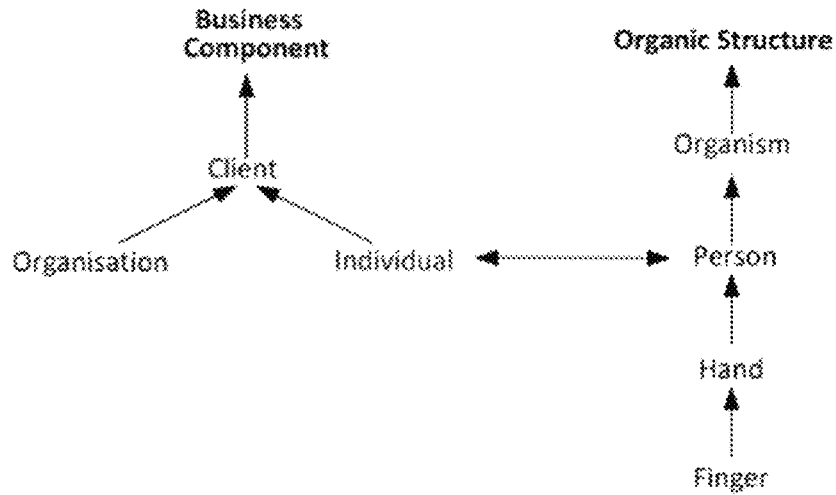 Business
Component
Organic Structure
Organism
Client
Organisation
Individual
Person
Hand
Finger